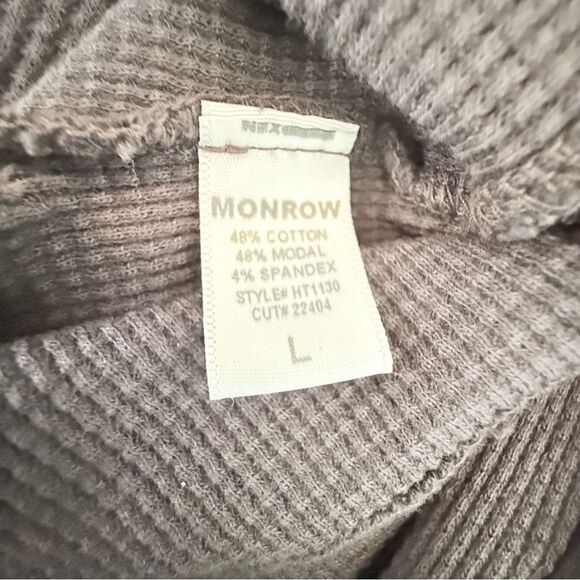 MONROW
48% COTTON
48% MODAL
4% SPANDEX
STYLE# HT1130
CUT# 22404
L